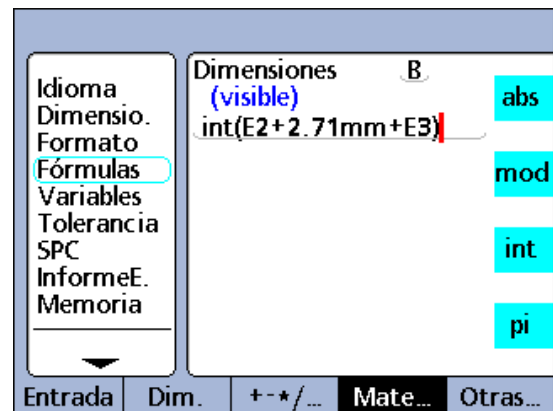 Idioma
Dimensio.
Formato
Fórmulas
Variables
Tolerancia
SPC
InformeE.
Memoria
Dimensiones B
(visible)
int(E2+2.71mm+E3)
abs
mod
int
pi
Entrada Dim. +-*/... Mate... Otras...